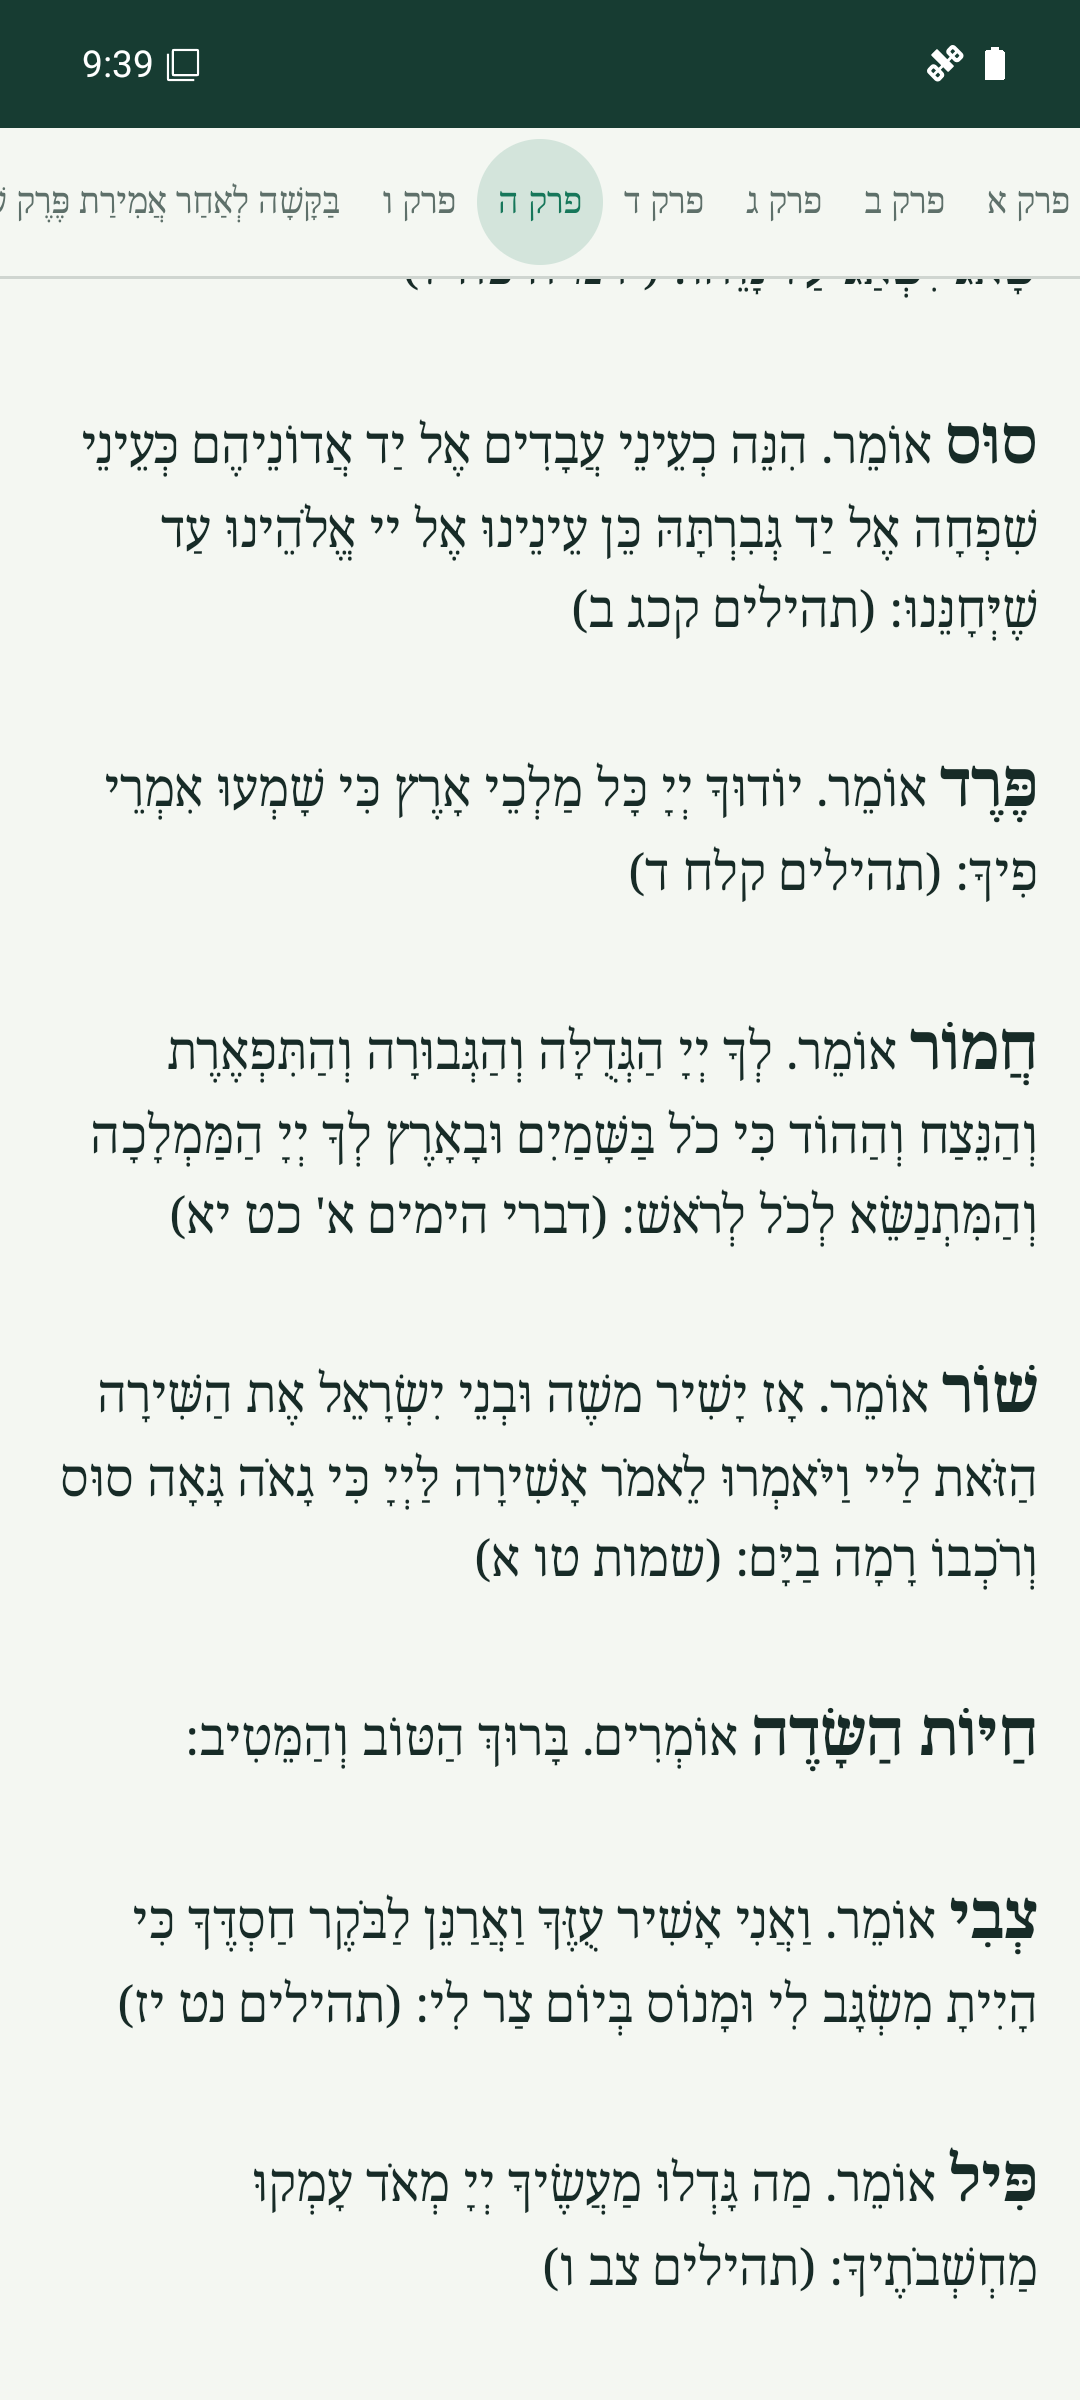 9:39
פרק א פרק ב פרק ג פרק ד פרק ה פרק ו בַּקָּשָׁה לְאַחַר אֲמִירַת פֶּרֶק
סוּס אוֹמֵר. הִנֵּה כְעֵינֵי עֲבָדִים אֶל יַד אֲדוֹנֵיהֶם כְּעֵינֵי
שִׁפְחָה אֶל יַד גְּבִרְתָּהּ כֵּן עֵינֵינוּ אֶל יי אֱלֹהֵינוּ עַד
שֶׁיְּחָנֵּנוּ: (תהילים קכג ב)
פֶּרֶד אוֹמֵר. יוֹדוּךָ יְיָ כָּל מַלְכֵי אָרֶץ כִּי שָׁמְעוּ אִמְרֵי
פִיךָ: (תהילים קלח ד)
חֲמוֹר אוֹמֵר. לְךָ יְיָ הַגְּדֻלָּה וְהַגְּבוּרָה וְהַתִּפְאֶרֶת
וְהַנֵּצַח וְהַהוֹד כִּי כֹל בַּשָּׁמַיִם וּבָאָרֶץ לְךָ יְיָ הַמַּמְלָכָה
וְהַמִּתְנַשֵּׂא לְכֹל לְרֹאשׁ: (דברי הימים א' כט יא)
שׁוֹר אוֹמֵר. אָז יָשִׁיר משֶׁה וּבְנֵי יִשְׂרָאֵל אֶת הַשִּׁירָה
הַזֹּאת לַיי וַיֹּאמְרוּ לֵאמֹר אָשִׁירָה לַּיְיָ כִּי גָאֹה גָּאָה סוּס
וְרֹכְבוֹ רָמָה בַיָּם: (שמות טו א)
חַיּוֹת הַשָּׂדֶה אוֹמְרִים. בָּרוּךְ הַטּוֹב וְהַמֵּטִיב:
צְבִי אוֹמֵר. וַאֲנִי אָשִׁיר עֻזֶּךָ וַאֲרַנֵּן לַבֹּקֶר חַסְדֶּךָ כִּי
הָיִיתָ מִשְׂגָּב לִי וּמָנוֹס בְּיוֹם צַר לִי: (תהילים נט יז)
פִּיל אוֹמֵר. מַה גָּדְלוּ מַעֲשֶׂיךָ יְיָ מְאֹד עָמְקוּ
מַחְשְׁבֹתֶיךָ: (תהילים צב ו)